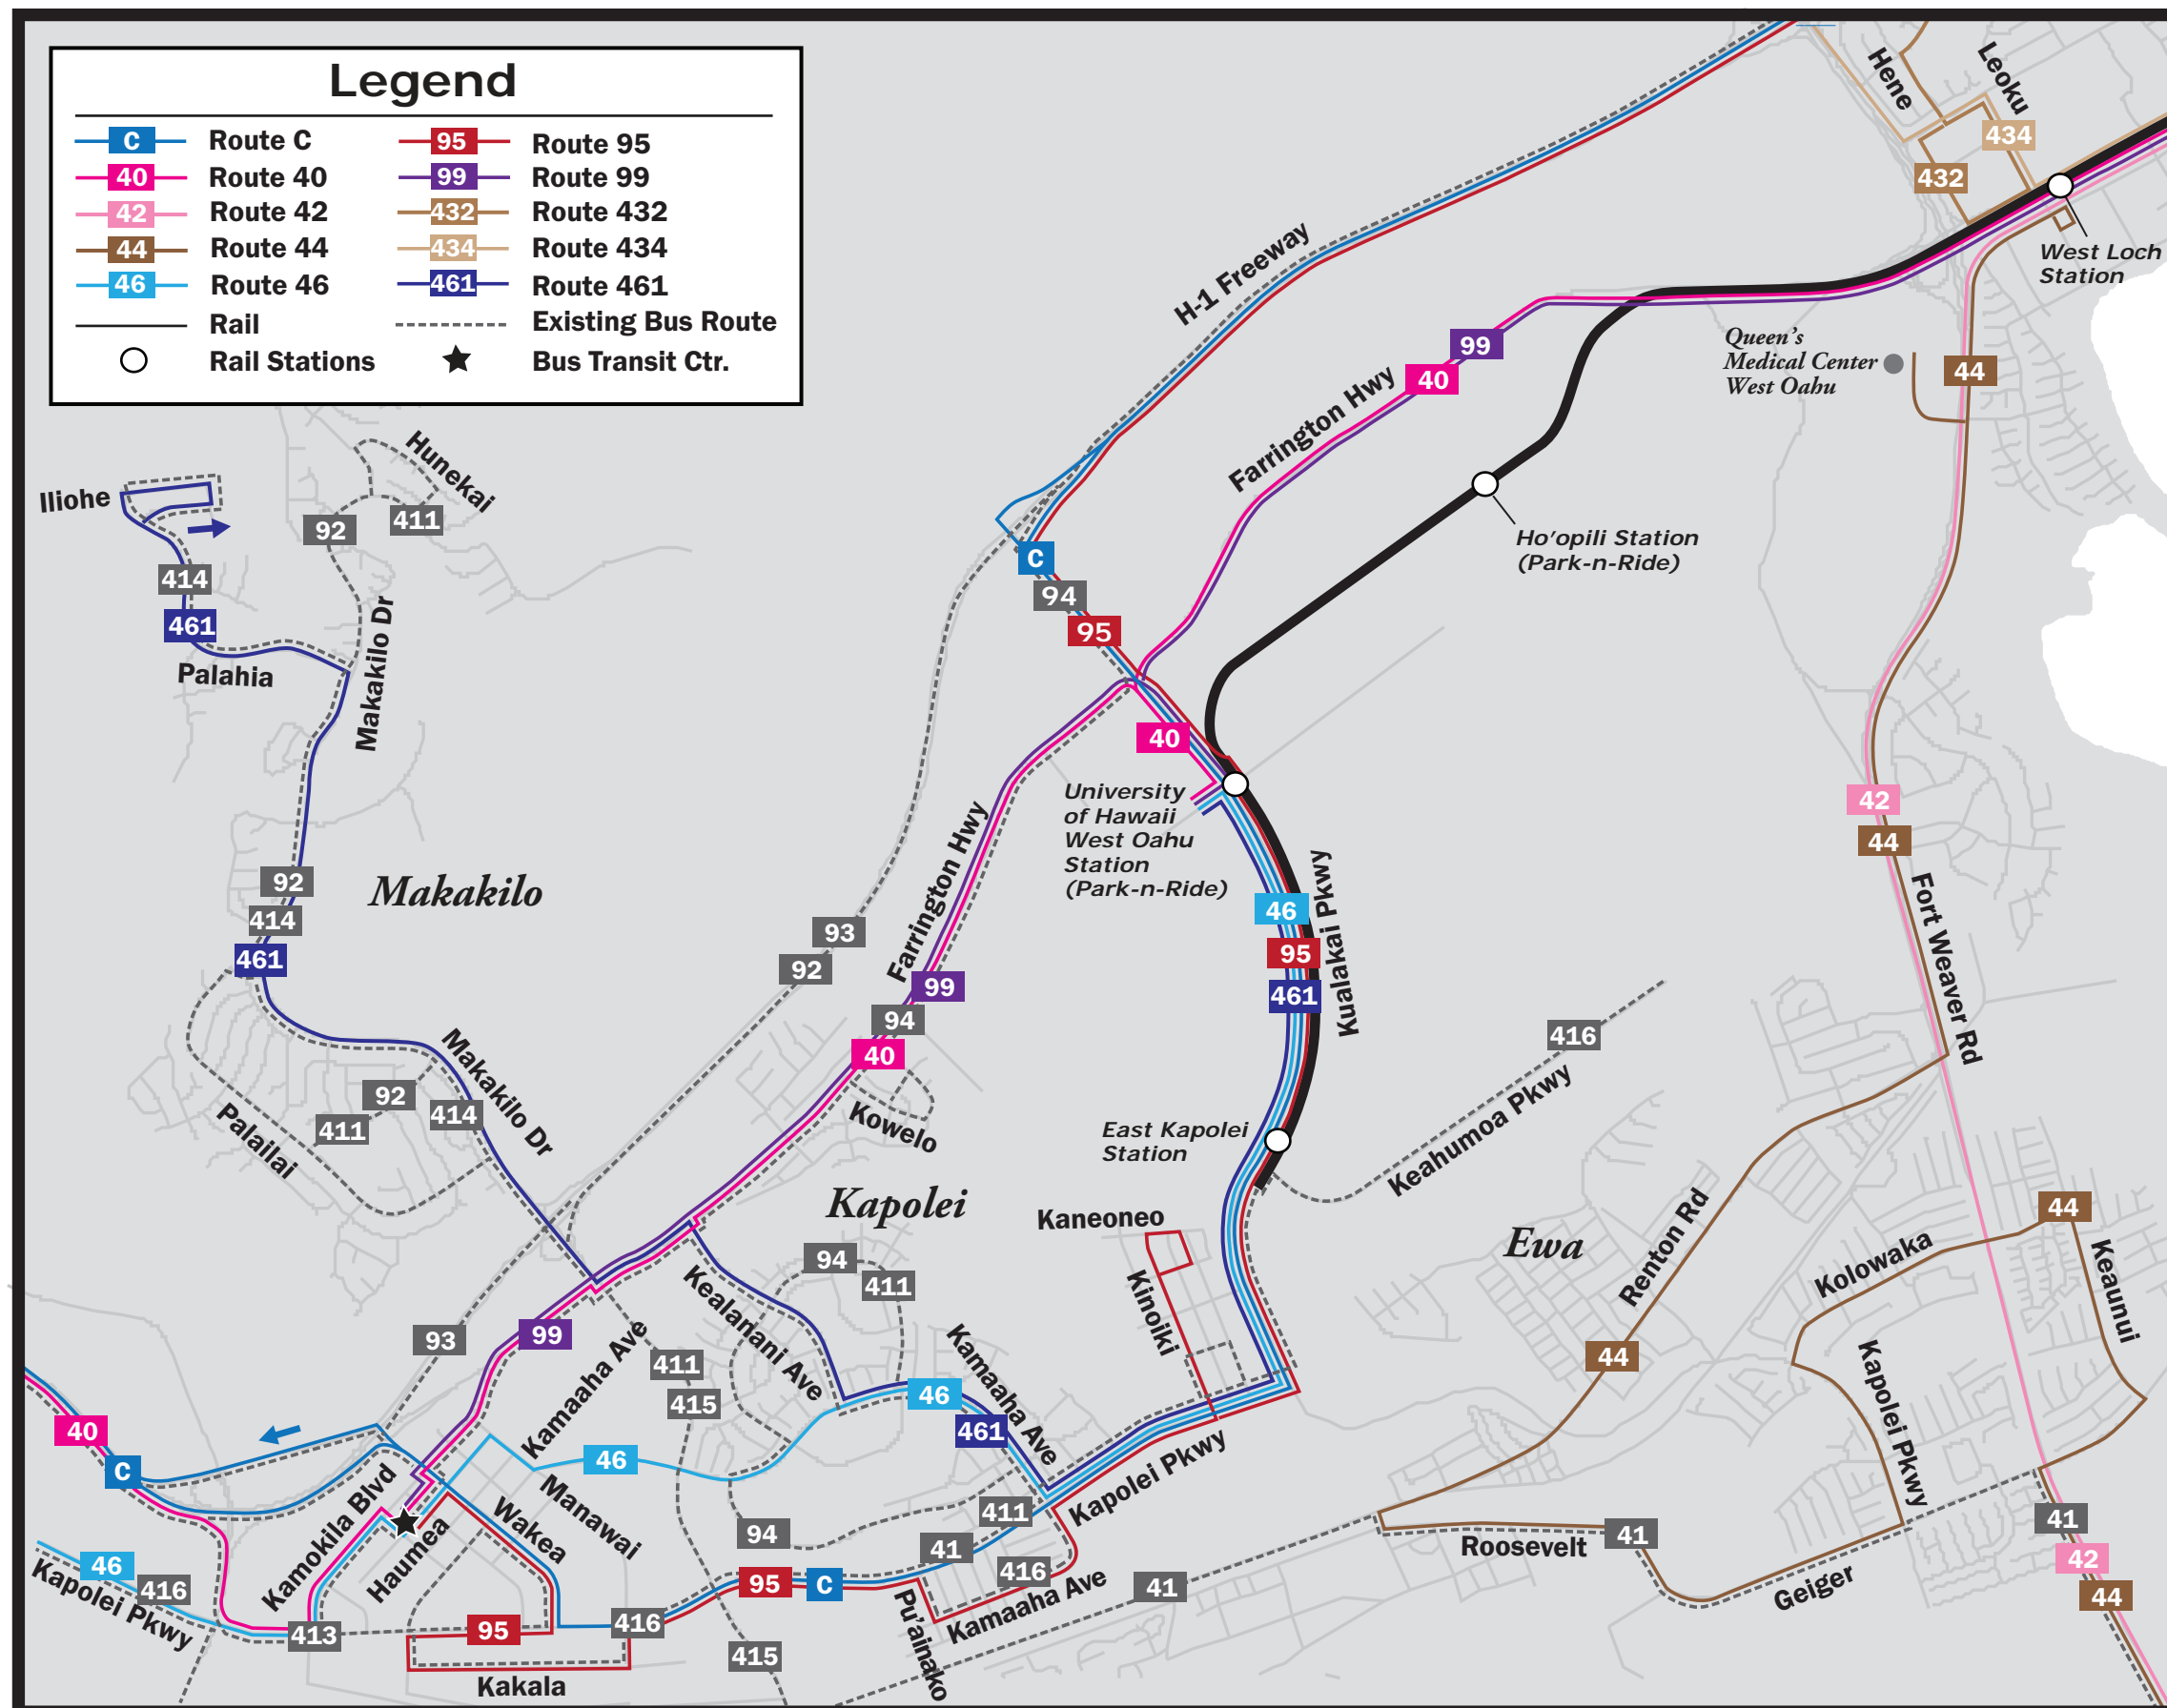 Legend
C Route C
40 Route 40
42 Route 42
44 Route 44
46 Route 46
Rail
Rail Stations
95 Route 95
99 Route 99
432 Route 432
434 Route 434
461 Route 461
Existing Bus Route
Bus Transit Ctr.
Hene
Leoku
434
432
West Loch
Station
H-1 Freeway
Queen's
Medical Center
West Oahu
44
99
40
Farrington Hwy
Ho'opili Station
(Park-n-Ride)
Hunekai
Iliohe
92
411
414
461
Palahia
Makakilo Dr
C
94
95
40
University
of Hawaii
West Oahu
Station
(Park-n-Ride)
42
44
Fort Weaver Rd
92
414
461
Makakilo
Farrington Hwy
93
92
99
94
40
Kowelo
46
95
461
Kualakai Pkwy
416
Keahumoa Pkwy
East Kapolei
Station
Makakilo Dr
92
411
414
Palailai
Kapolei
Kaneoneo
Kinoiki
Ewa
Renton Rd
44
44
Kolowaka
Keaunui
Kapolei Pkwy
94
411
Kealanani Ave
93
99
Kamaaha Ave
411
415
46
461
Kamaaha Ave
Kapolei Pkwy
40
C
46
Kamokila Blvd
Haumea
Wakea
Manawai
94
411
41
416
Kamaaha Ave
Pu'ainako
95
C
41
Roosevelt
41
Geiger
41
42
44
46
416
Kapolei Pkwy
413
95
416
415
Kakala